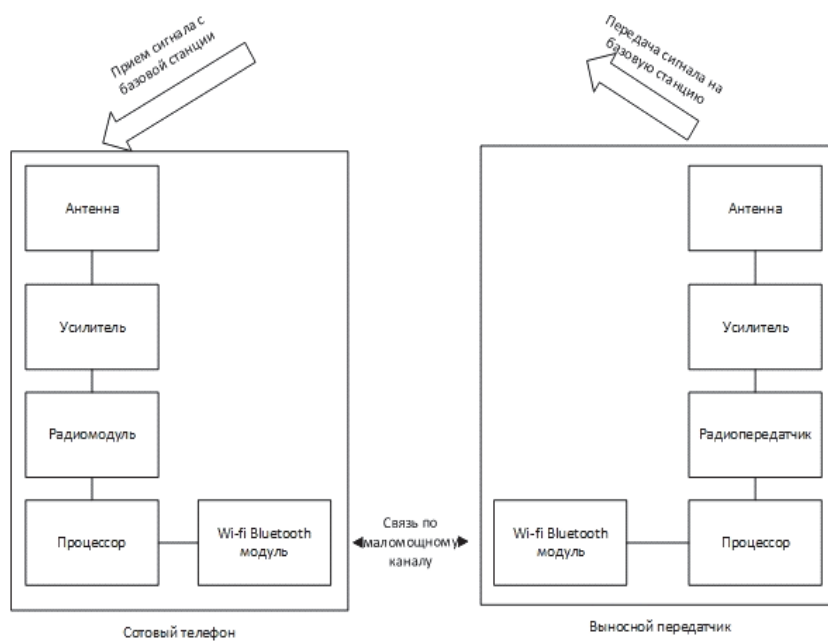 Прием сигнала с
базовой станции
Передача сигнала на
базовую станцию
Антенна
Усилитель
Радиомодуль
Процессор
Wi-fi Bluetooth
модуль
Связь по
маломощному
каналу
Антенна
Усилитель
Радиопередатчик
Wi-fi Bluetooth
модуль
Процессор
Сотовый телефон
Выносной передатчик